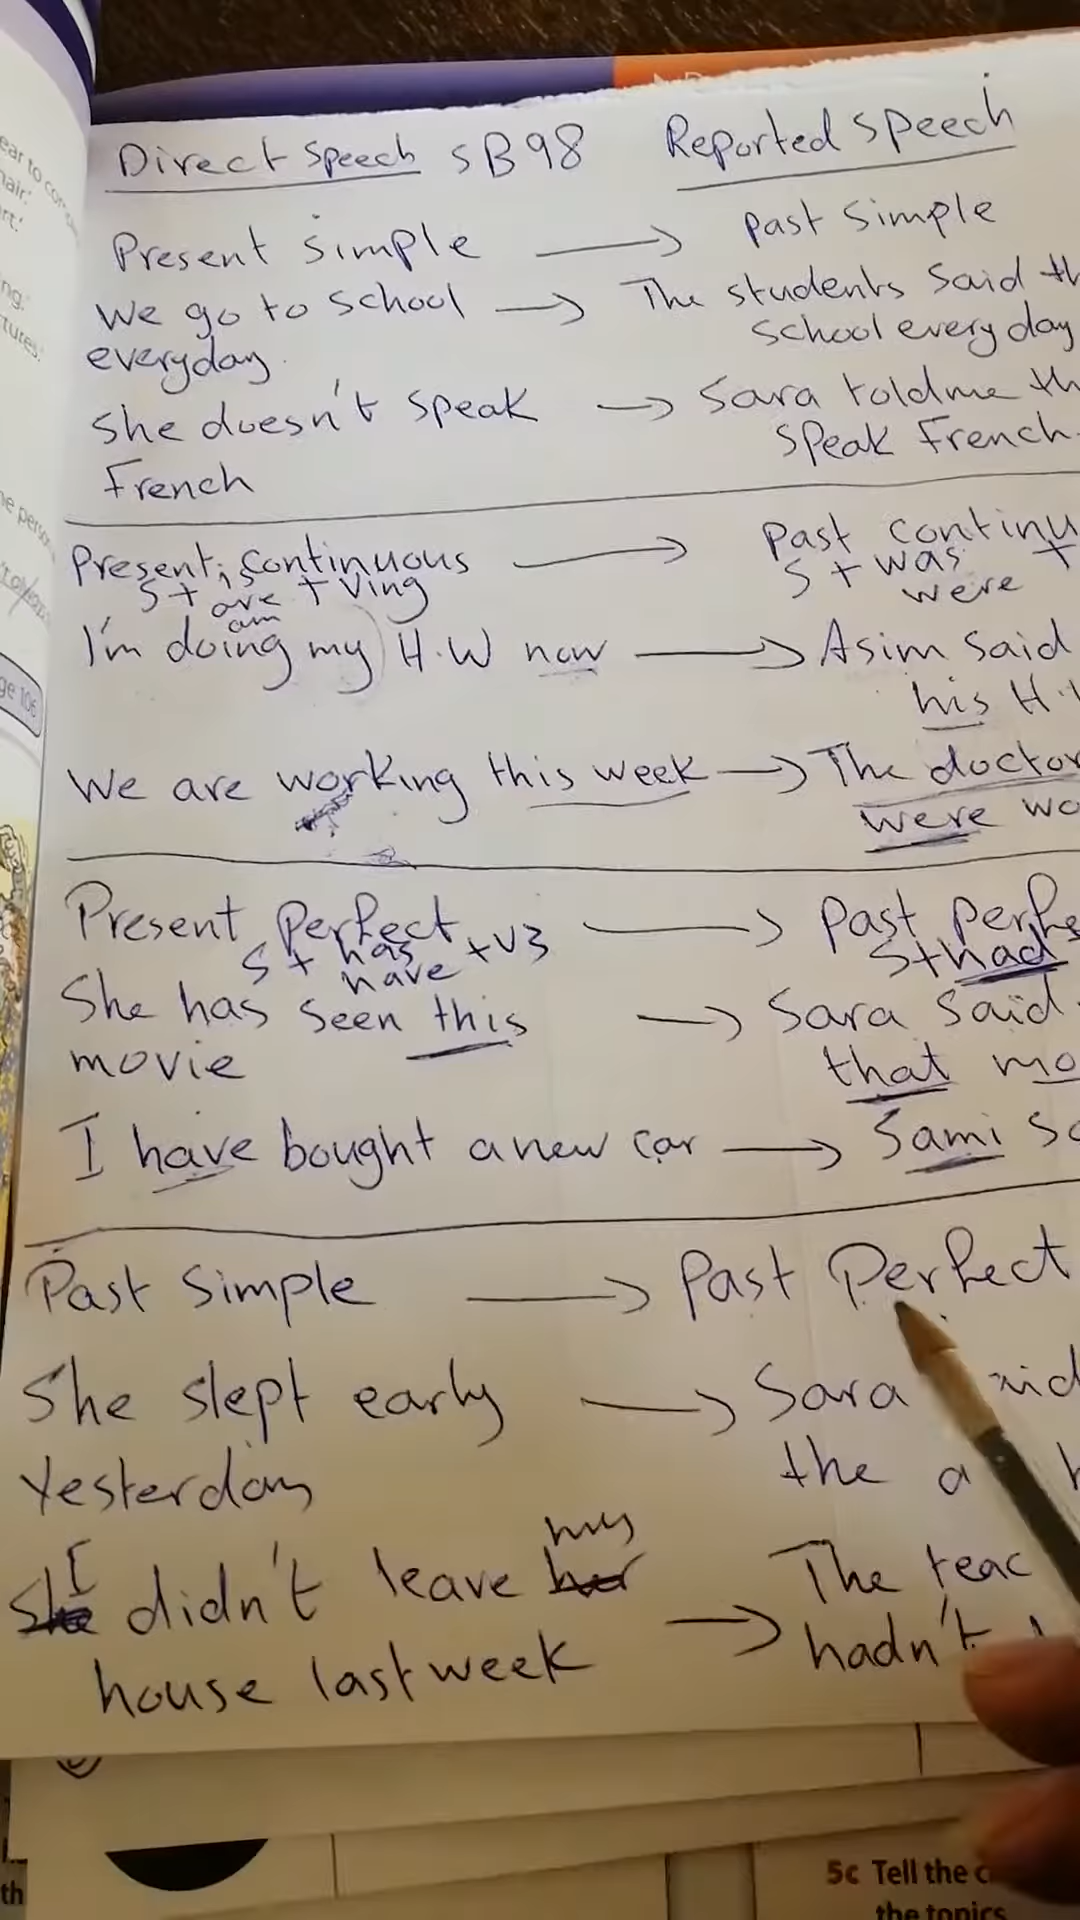 Direct Speech SB98 Reported Speech
Present Simple → Past Simple
We go to School → The students said
everyday. school every day
She doesn't speak → Sara told me
French speak French.
Present continuous → Past
S + is are am + Ving S + was were +
I'm doing my H.W now → Asim said
his
We are working this week → The
were
Present Perfect → Past
S + has have + V3 S + had
She has seen this → Sara said
movie that
I have bought a new car → Sami
Past Simple → Past Perfect
She slept early → Sara
Yesterday the
I didn't leave my → The
house last week hadn't
5c Tell the
the topics